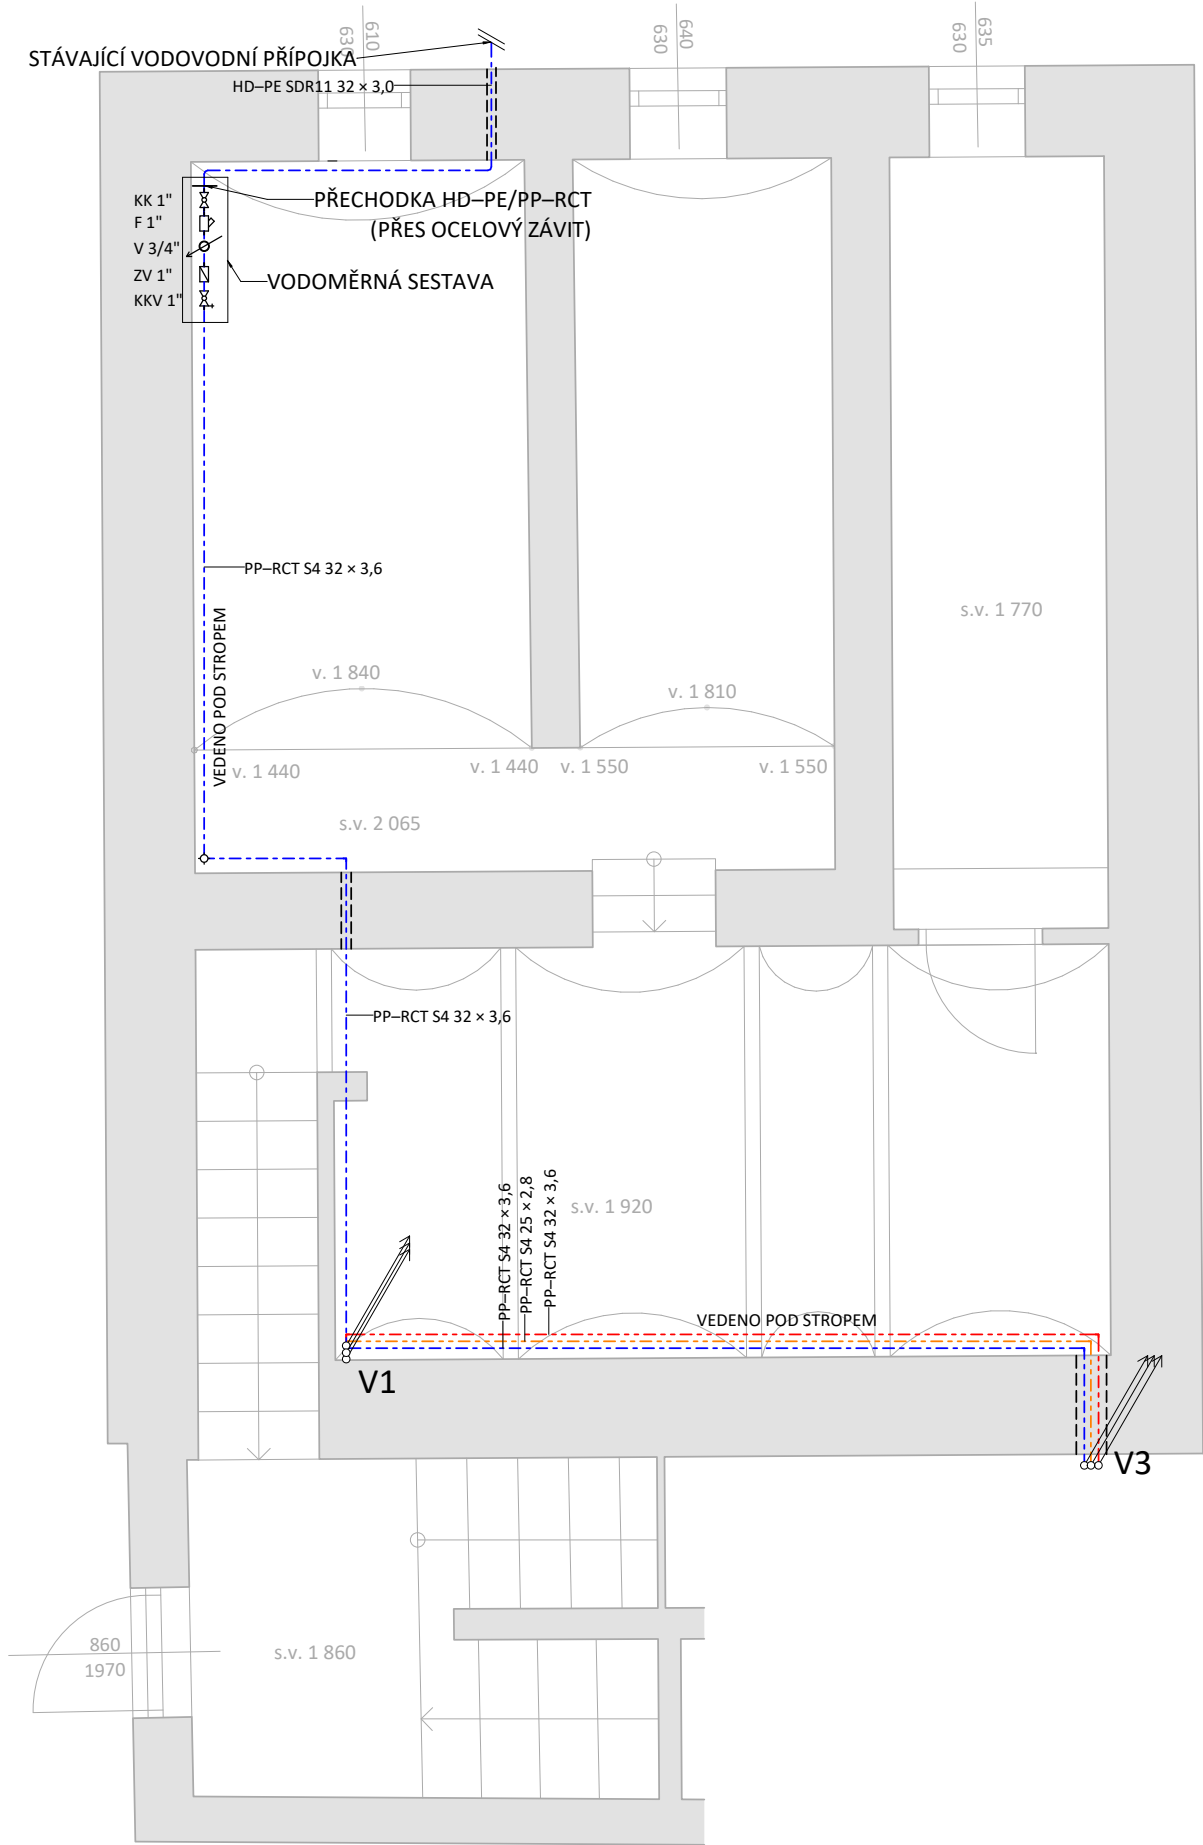 610
630
640
630
635
630
STÁVAJÍCÍ VODOVODNÍ PŘÍPOJKA
HD–PE SDR11 32 × 3,0
KK 1"
F 1"
V 3/4"
ZV 1"
KKV 1"
PŘECHODKA HD–PE/PP–RCT
(PŘES OCELOVÝ ZÁVIT)
VODOMĚRNÁ SESTAVA
PP–RCT S4 32 × 3,6
VEDENO POD STROPEM
s.v. 1 770
v. 1 840
v. 1 810
v. 1 440
v. 1 440
v. 1 550
v. 1 550
s.v. 2 065
PP–RCT S4 32 × 3,6
PP–RCT S4 32 × 3,6
PP–RCT S4 25 × 2,8
PP–RCT S4 32 × 3,6
s.v. 1 920
VEDENO POD STROPEM
V1
V3
860
1970
s.v. 1 860